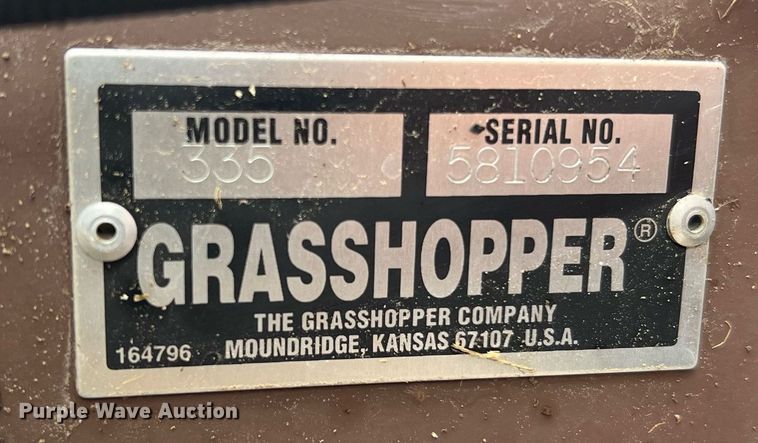 MODEL NO.
335
SERIAL NO.
5810954
GRASSHOPPER®
THE GRASSHOPPER COMPANY
164796 MOUNDRIDGE, KANSAS 67107 U.S.A.
Purple Wave Auction